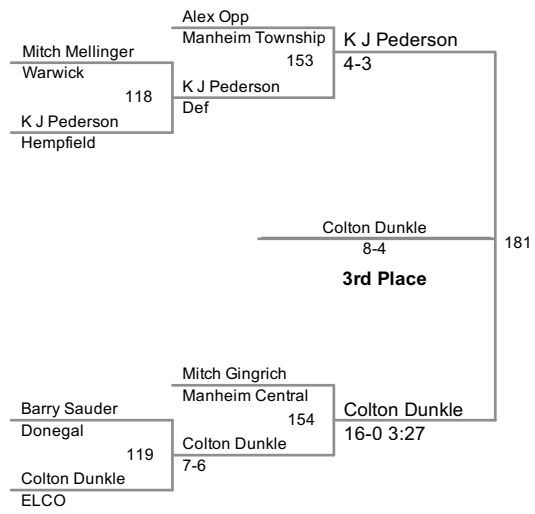 Alex Opp
Manheim Township
K J Pederson
Mitch Mellinger
153
4-3
Warwick
118
K J Pederson
Def
K J Pederson
Hempfield
Colton Dunkle
181
8-4
3rd Place
Mitch Gingrich
Manheim Central
Barry Sauder
154
Colton Dunkle
Donegal
16-0 3:27
119
Colton Dunkle
7-6
Colton Dunkle
ELCO